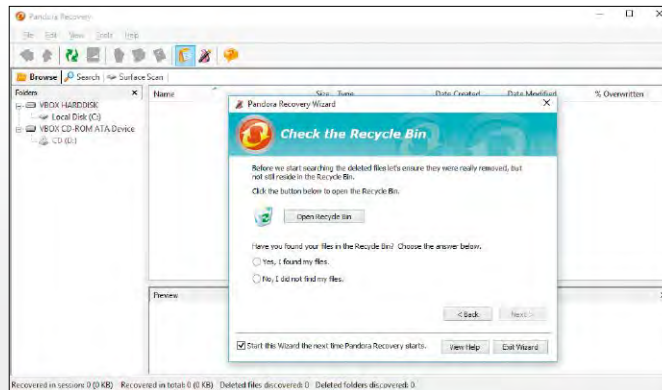 Pandora Recovery
File Edit View Tools Help
Browse Search Surface Scan
Folders X Name Size Type Date Created Date Modified % Overwritten
VBOX HARDDISK
Local Disk (C:)
VBOX CD-ROM ATA Device
CD (D:)
Pandora Recovery Wizard
Check the Recycle Bin
Before we start searching the deleted files let's ensure they were really removed, but
not still reside in the Recycle Bin.
Click the button below to open the Recycle Bin.
Open Recycle Bin
Have you found your files in the Recycle Bin? Choose the answer below.
Yes, I found my files.
No, I did not find my files.
Preview
< Back Next >
Start this Wizard the next time Pandora Recovery starts. View Help Exit Wizard
Recovered in session: 0 (0 KB) Recovered in total: 0 (0 KB) Deleted files discovered: 0 Deleted folders discovered: 0